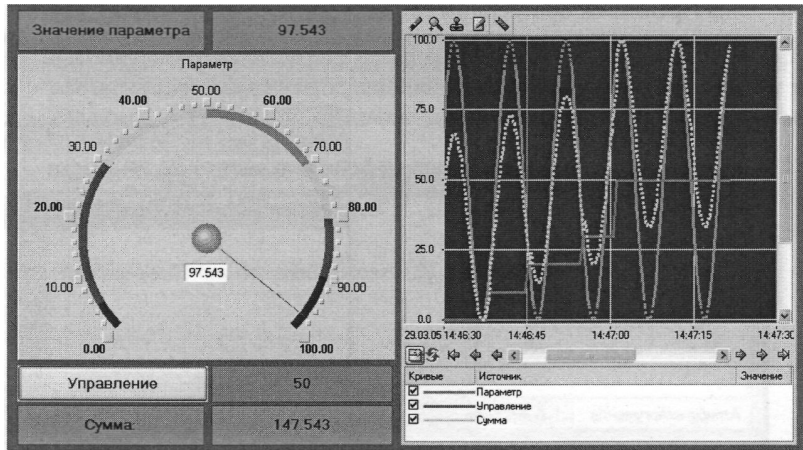 Значение параметра 97.543
Параметр
50.00
40.00 60.00
30.00 70.00
20.00 80.00
97.543
10.00 90.00
0.00 100.00
Управление 50
Сумма 147.543
100.0
75.0
50.0
25.0
0.0
29.03.05 14:46:30 14:46:45 14:47:00 14:47:15 14:47:30
Кривые Источник Значение
Параметр
Управление
Сумма